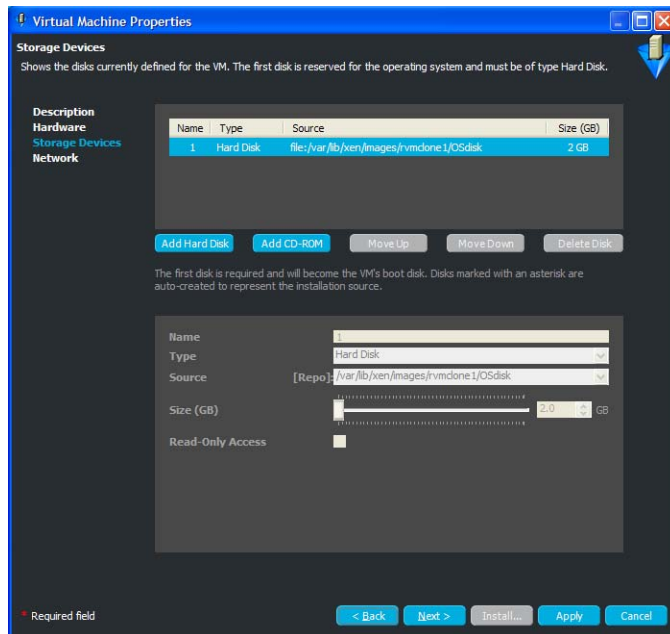 Virtual Machine Properties
Storage Devices
Shows the disks currently defined for the VM. The first disk is reserved for the operating system and must be of type Hard Disk.
Description
Hardware
Storage Devices
Network
Name Type Source Size (GB)
1 Hard Disk file:/var/lib/xen/images/rvmclone1/OSdisk 2 GB
Add Hard Disk Add CD-ROM Move Up Move Down Delete Disk
The first disk is required and will become the VM's boot disk. Disks marked with an asterisk are
auto-created to represent the installation source.
Name 1
Type Hard Disk
Source [Repo]: /var/lib/xen/images/rvmclone1/OSdisk
Size (GB) 2.0 GB
Read-Only Access
* Required field < Back Next > Install... Apply Cancel